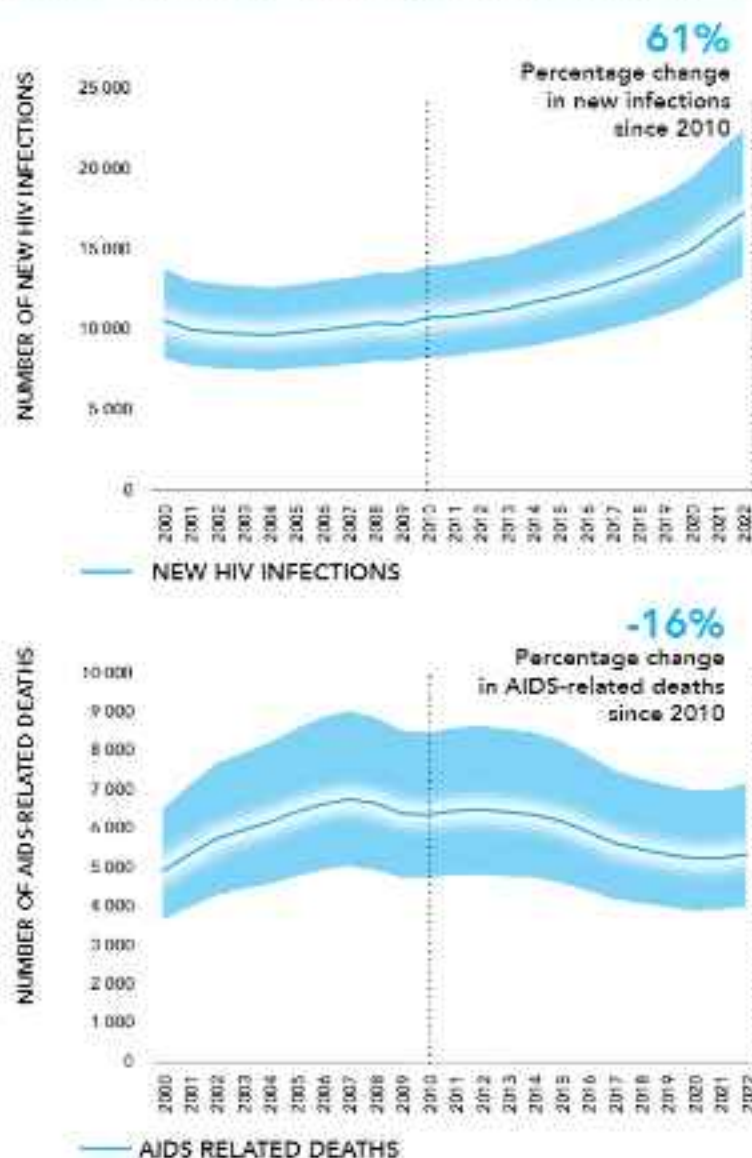 61%
Percentage change
in new infections
since 2010
NUMBER OF NEW HIV INFECTIONS
25 000
20 000
15 000
10 000
5 000
0
2000 2001 2002 2003 2004 2005 2006 2007 2008 2009 2010 2011 2012 2013 2014 2015 2016 2017 2018 2019 2020 2021 2022
NEW HIV INFECTIONS
-16%
Percentage change
in AIDS-related deaths
since 2010
NUMBER OF AIDS-RELATED DEATHS
10 000
9 000
8 000
7 000
6 000
5 000
4 000
3 000
2 000
1 000
0
2000 2001 2002 2003 2004 2005 2006 2007 2008 2009 2010 2011 2012 2013 2014 2015 2016 2017 2018 2019 2020 2021 2022
AIDS RELATED DEATHS